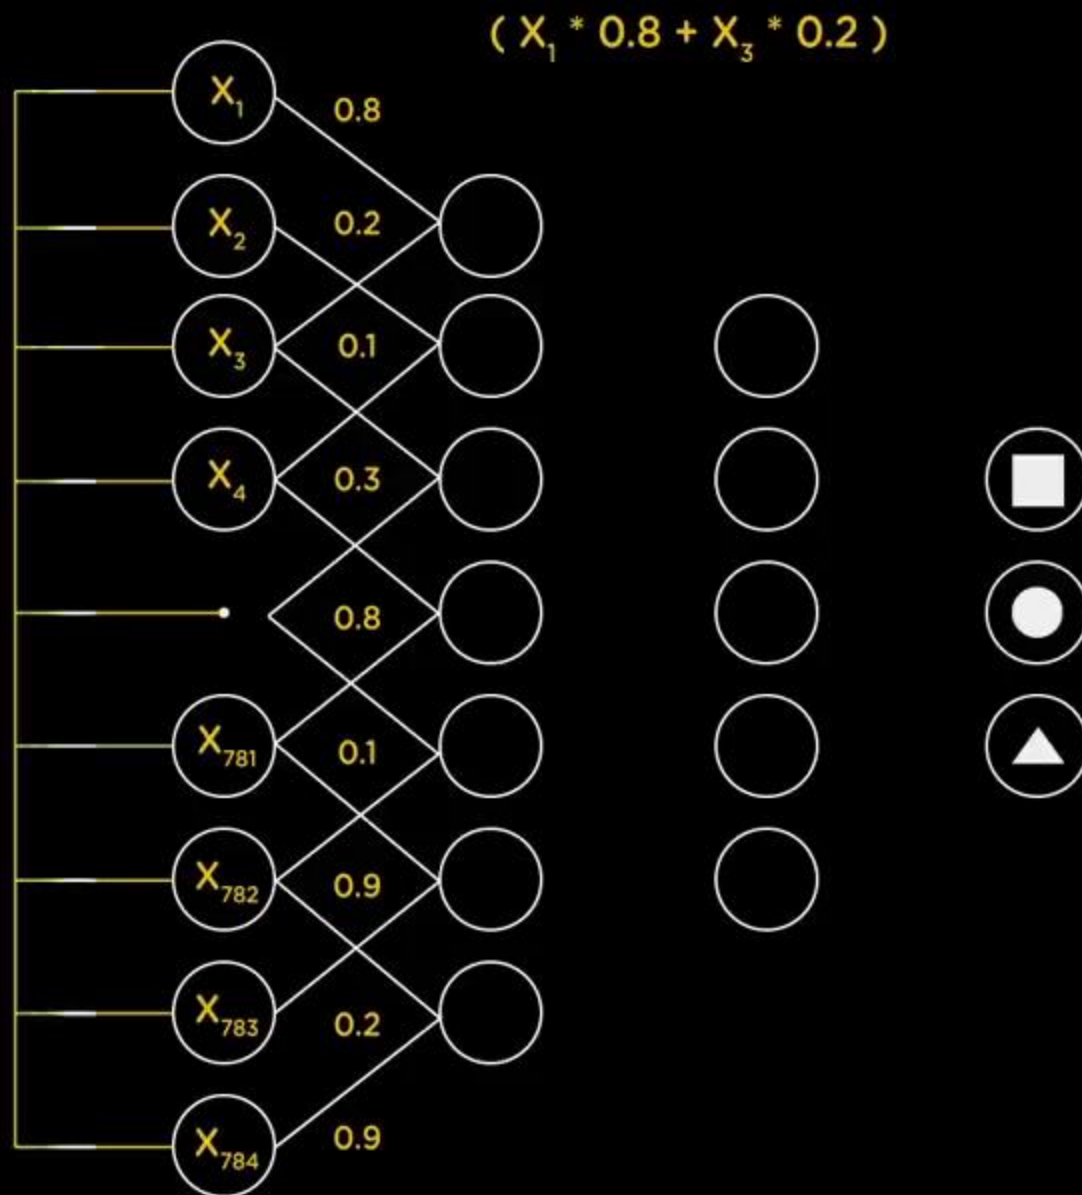 ( X₁ * 0.8 + X₃ * 0.2 )
X₁
0.8
X₂
0.2
X₃
0.1
X₄
0.3
0.8
X₇₈₁
0.1
X₇₈₂
0.9
X₇₈₃
0.2
X₇₈₄
0.9